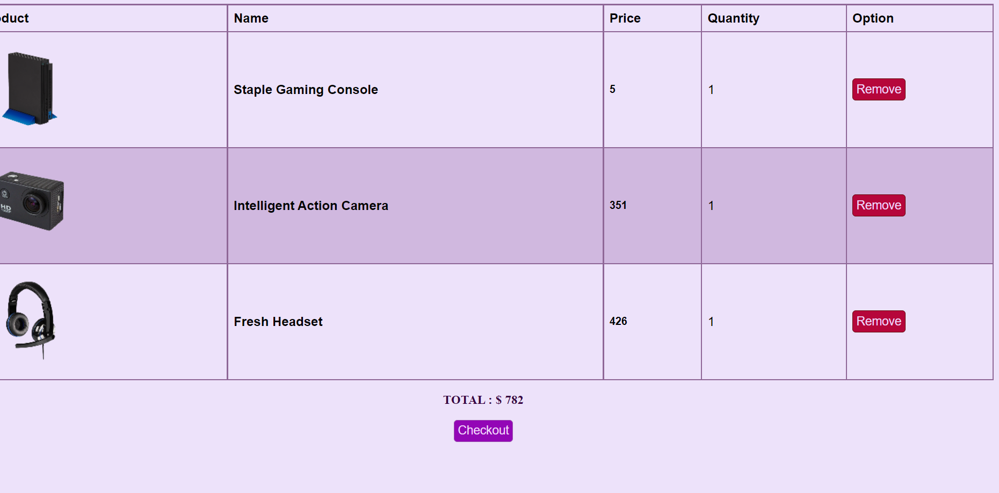 oduct Name Price Quantity Option
Staple Gaming Console 5 1 Remove
HD
Intelligent Action Camera 351 1 Remove
Fresh Headset 426 1 Remove
TOTAL : $ 782
Checkout